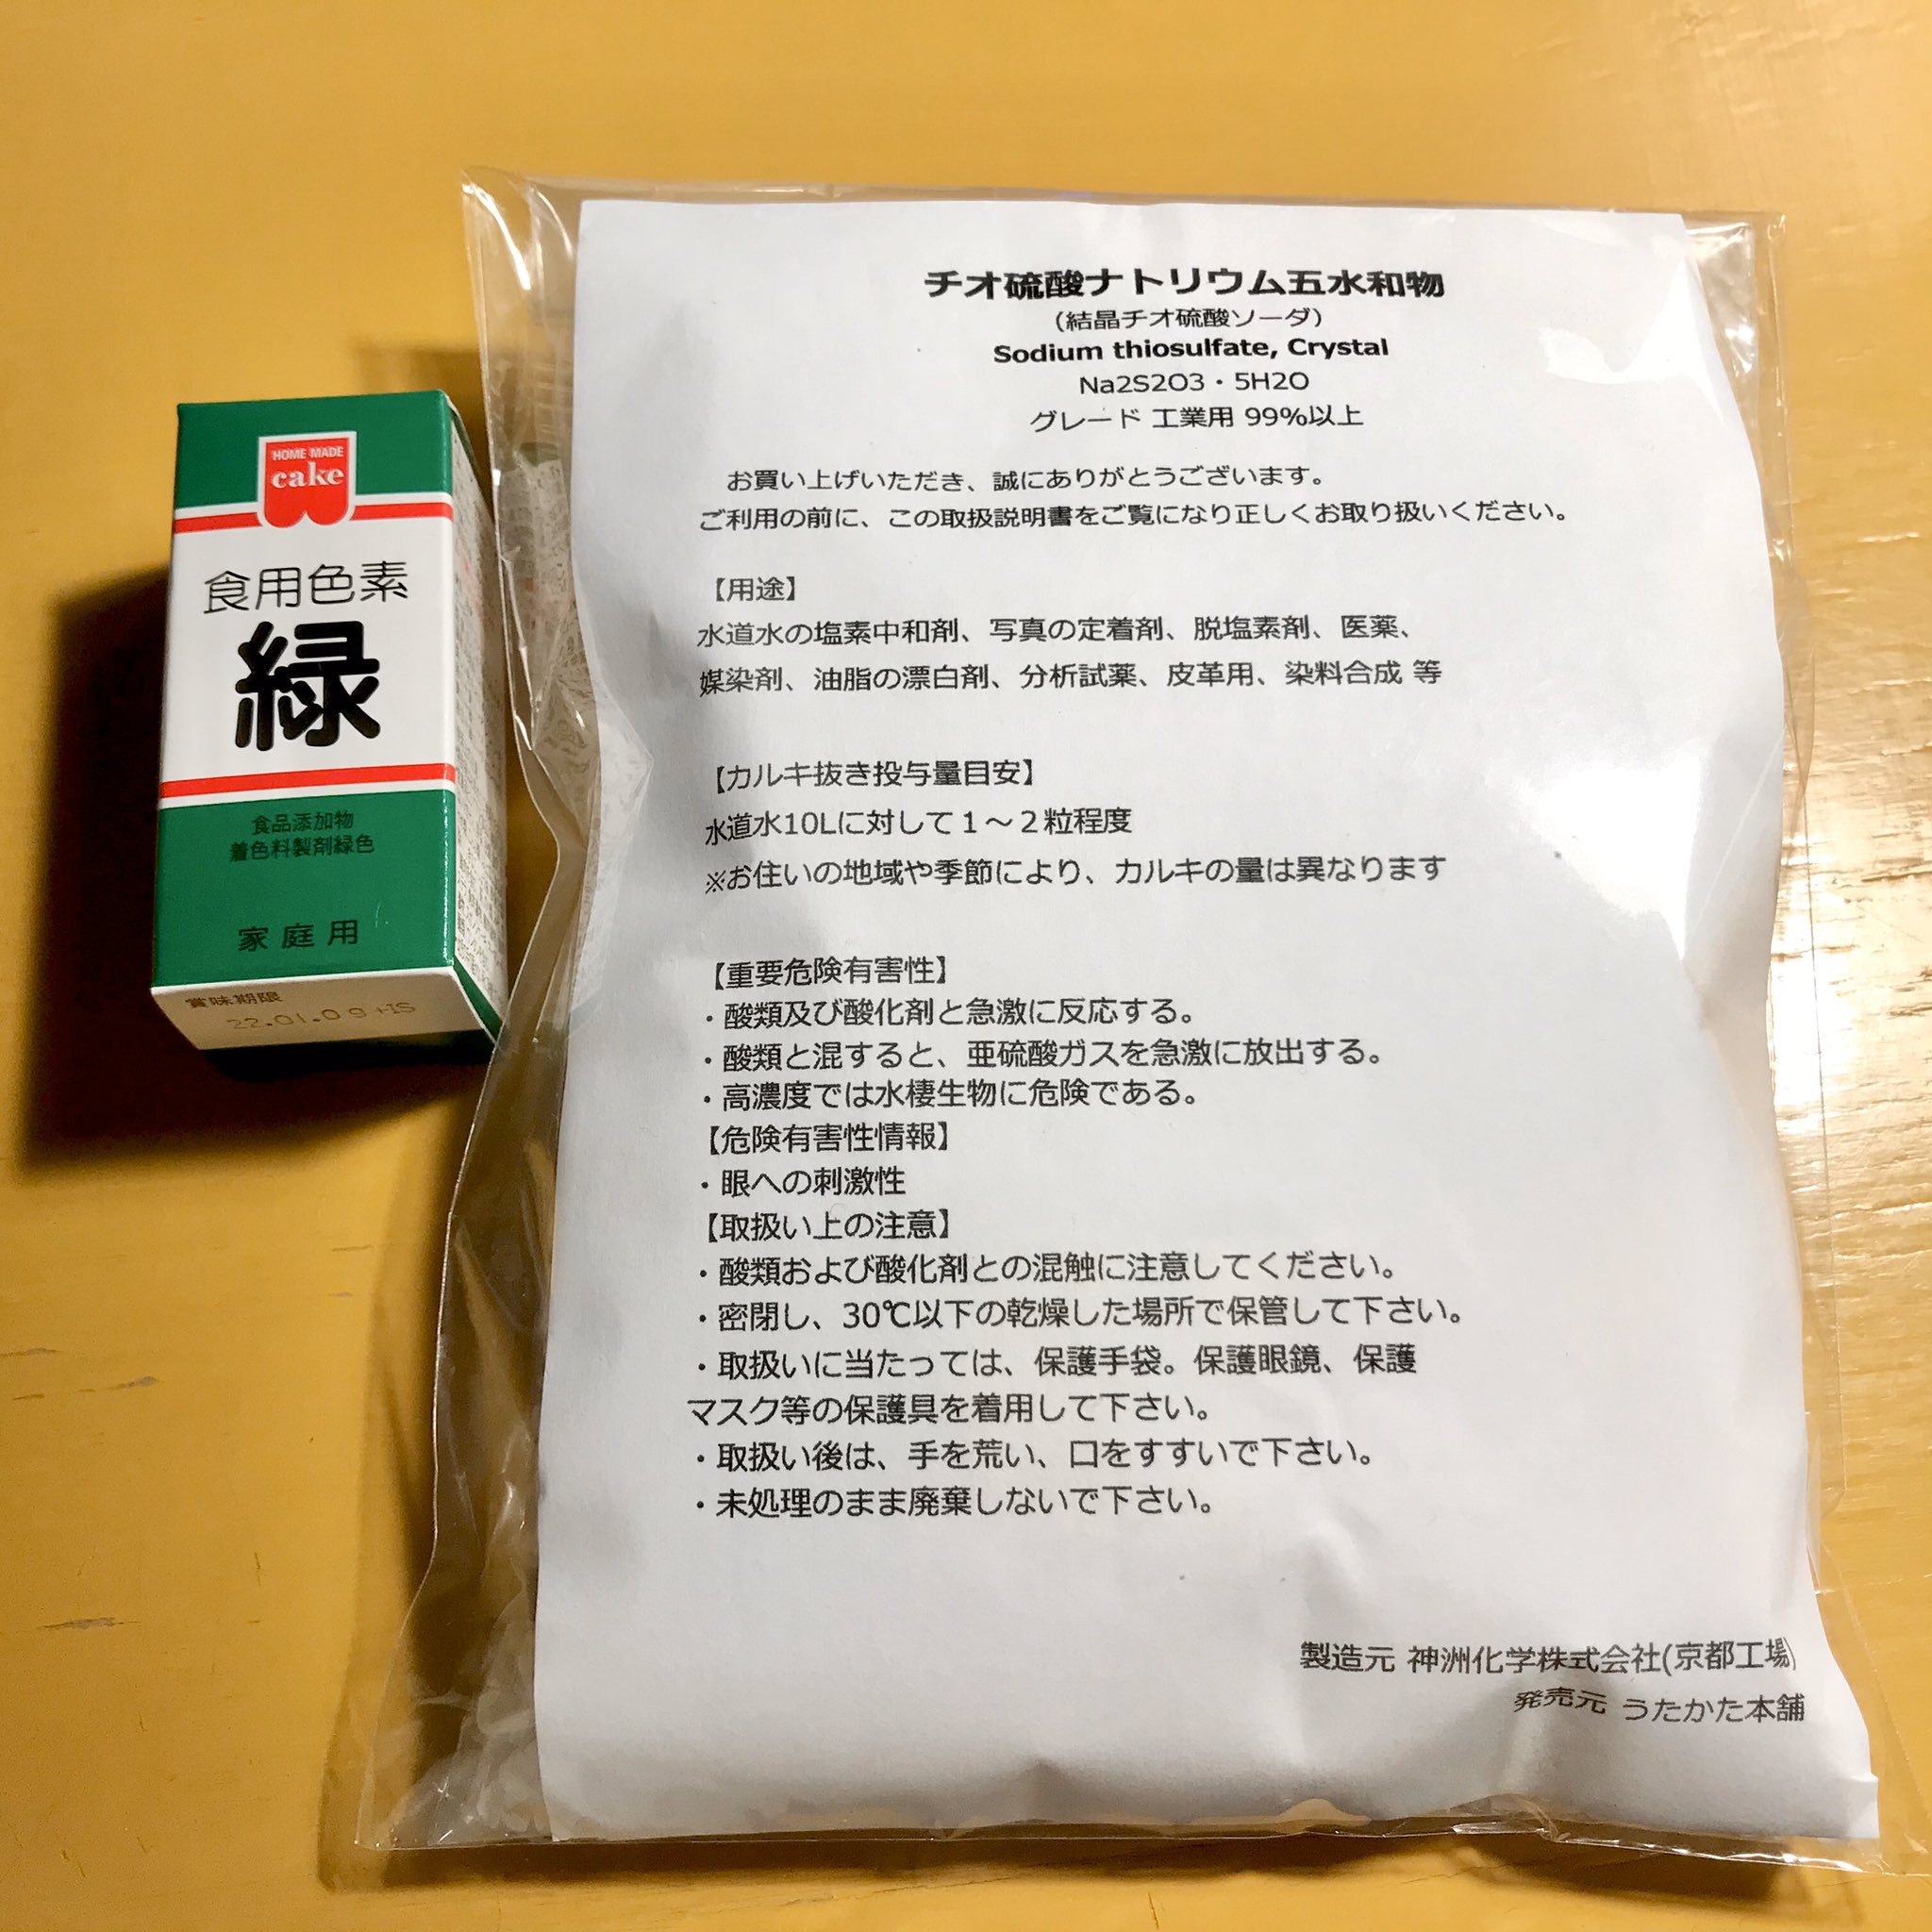 HOME MADE
cake
食用色素
緑
食品添加物
着色料製剤緑色
家庭用
賞味期限
22.01.09
チオ硫酸ナトリウム五水和物
(結晶チオ硫酸ソーダ)
Sodium thiosulfate, Crystal
Na2S2O3・5H2O
グレード 工業用 99%以上
お買い上げいただき、誠にありがとうございます。
ご利用の前に、この取扱説明書をご覧になり正しくお取り扱いください。
【用途】
水道水の塩素中和剤、写真の定着剤、脱塩素剤、医薬、
媒染剤、油脂の漂白剤、分析試薬、皮革用、染料合成 等
【カルキ抜き投与量目安】
水道水10Lに対して１～２粒程度
※お住いの地域や季節により、カルキの量は異なります
【重要危険有害性】
・酸類及び酸化剤と急激に反応する。
・酸類と混すると、亜硫酸ガスを急激に放出する。
・高濃度では水棲生物に危険である。
【危険有害性情報】
・眼への刺激性
【取扱い上の注意】
・酸類および酸化剤との混触に注意してください。
・密閉し、30℃以下の乾燥した場所で保管して下さい。
・取扱いに当たっては、保護手袋。保護眼鏡、保護
マスク等の保護具を着用して下さい。
・取扱い後は、手を荒い、口をすすいで下さい。
・未処理のまま廃棄しないで下さい。
製造元 神洲化学株式会社(京都工場)
発売元 うたかた本舗